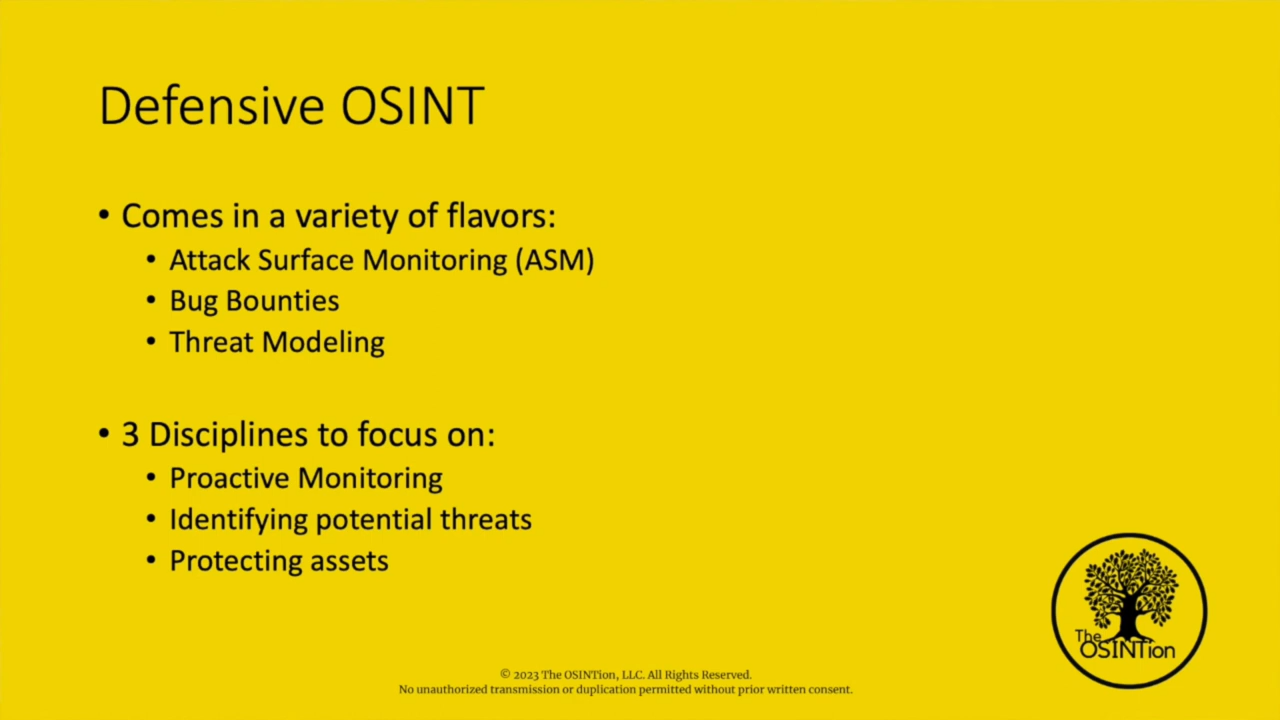 Defensive OSINT
• Comes in a variety of flavors:
• Attack Surface Monitoring (ASM)
• Bug Bounties
• Threat Modeling
• 3 Disciplines to focus on:
• Proactive Monitoring
• Identifying potential threats
• Protecting assets
The
OSINTion
© 2023 The OSINTion, LLC. All Rights Reserved.
No unauthorized transmission or duplication permitted without prior written consent.